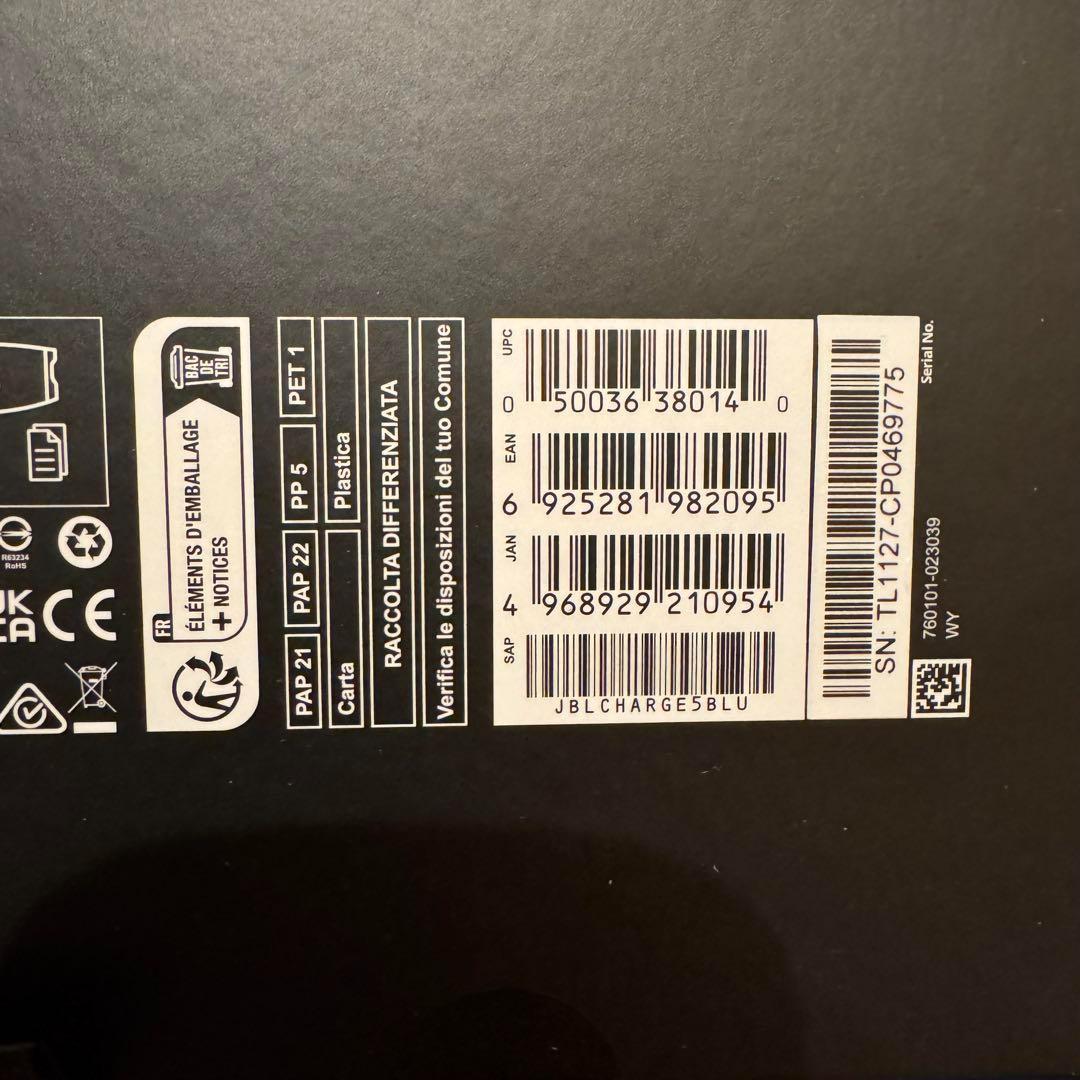 R63234
RoHS
UK
CA
CE
FR
ÉLÉMENTS D'EMBALLAGE
+ NOTICES
BAC
DE
TRI
PAP 21
PAP 22
PP 5
PET 1
Carta
Plastica
RACCOLTA DIFFERENZIATA
Verifica le disposizioni del tuo Comune
UPC
0 50036 38014 0
EAN
6 925281 982095
JAN
4 968929 210954
SAP
JBLCHARGE5BLU
SN: TL1127-CP0469775
Serial No.
760101-023039
WY